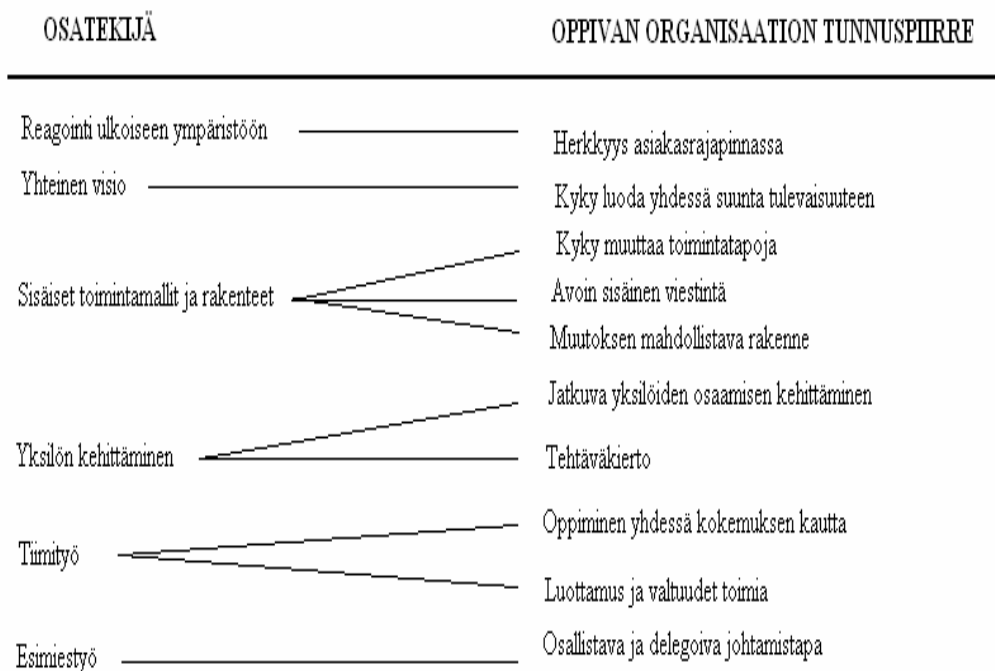 OSATEKIJÄ
OPPIVAN ORGANISAATION TUNNUSPIIRRE
Reagointi ulkoiseen ympäristöön
Herkkyys asiakasrajapinnassa
Yhteinen visio
Kyky luoda yhdessä suunta tulevaisuuteen
Sisäiset toimintamallit ja rakenteet
Kyky muuttaa toimintatapoja
Avoin sisäinen viestintä
Muutoksen mahdollistava rakenne
Yksilön kehittäminen
Jatkuva yksilöiden osaamisen kehittäminen
Tehtäväkierto
Tiimityö
Oppiminen yhdessä kokemuksen kautta
Luottamus ja valtuudet toimia
Esimiestyö
Osallistava ja delegoiva johtamistapa